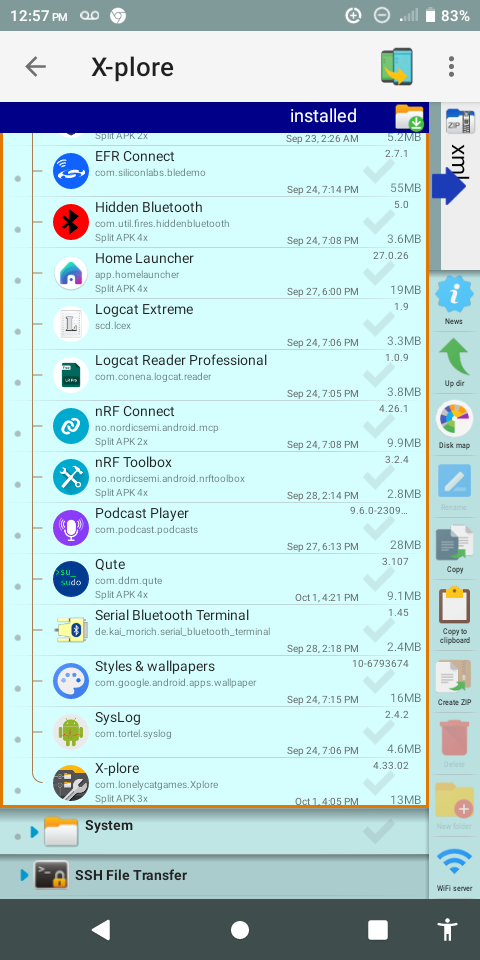 12:57 PM
83%
X-plore
installed
ZIP
xml
Split APK 2x
Sep 23, 2:26 AM
5.2MB
EFR Connect
2.7.1
com.siliconlabs.bledemo
Sep 24, 7:14 PM
55MB
Hidden Bluetooth
5.0
com.util.fires.hiddenbluetooth
Split APK 4x
Sep 24, 7:08 PM
3.6MB
Home Launcher
27.0.26
app.homelauncher
Split APK 4x
Sep 27, 6:00 PM
19MB
Logcat Extreme
1.9
scd.lcex
Sep 24, 7:06 PM
3.3MB
Logcat Reader Professional
1.0.9
com.conena.logcat.reader
Sep 24, 7:05 PM
3.8MB
nRF Connect
4.26.1
no.nordicsemi.android.mcp
Split APK 2x
Sep 24, 7:08 PM
9.9MB
nRF Toolbox
3.2.4
no.nordicsemi.android.nrftoolbox
Split APK 4x
Sep 28, 2:14 PM
2.8MB
Podcast Player
9.6.0-2309...
com.podcast.podcasts
Sep 27, 6:13 PM
28MB
>su_
sudo
Qute
3.107
com.ddm.qute
Split APK 4x
Oct 1, 4:21 PM
9.1MB
Serial Bluetooth Terminal
1.45
de.kai_morich.serial_bluetooth_terminal
Sep 28, 2:18 PM
2.4MB
Styles & wallpapers
10-6793674
com.google.android.apps.wallpaper
Sep 24, 7:15 PM
16MB
SysLog
2.4.2
com.tortel.syslog
Sep 24, 7:06 PM
4.6MB
X-plore
4.33.02
com.lonelycatgames.Xplore
Split APK 3x
Oct 1, 4:05 PM
13MB
System
SSH File Transfer
News
Up dir
Disk map
Rename
Copy
Copy to
clipboard
Create ZIP
Delete
New folder
WiFi server